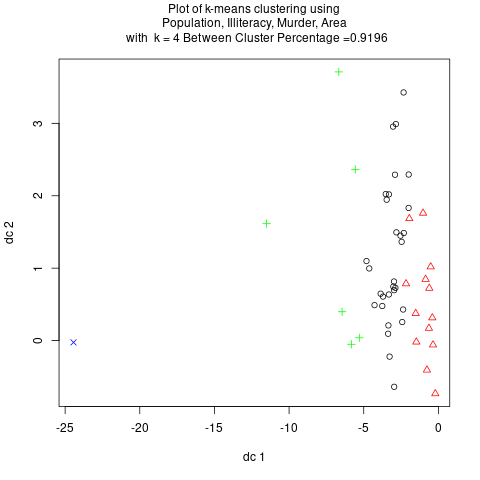 Plot of k-means clustering using
Population, Illiteracy, Murder, Area
with k = 4 Between Cluster Percentage =0.9196
3
2
1
0
dc 2
-25 -20 -15 -10 -5 0
dc 1